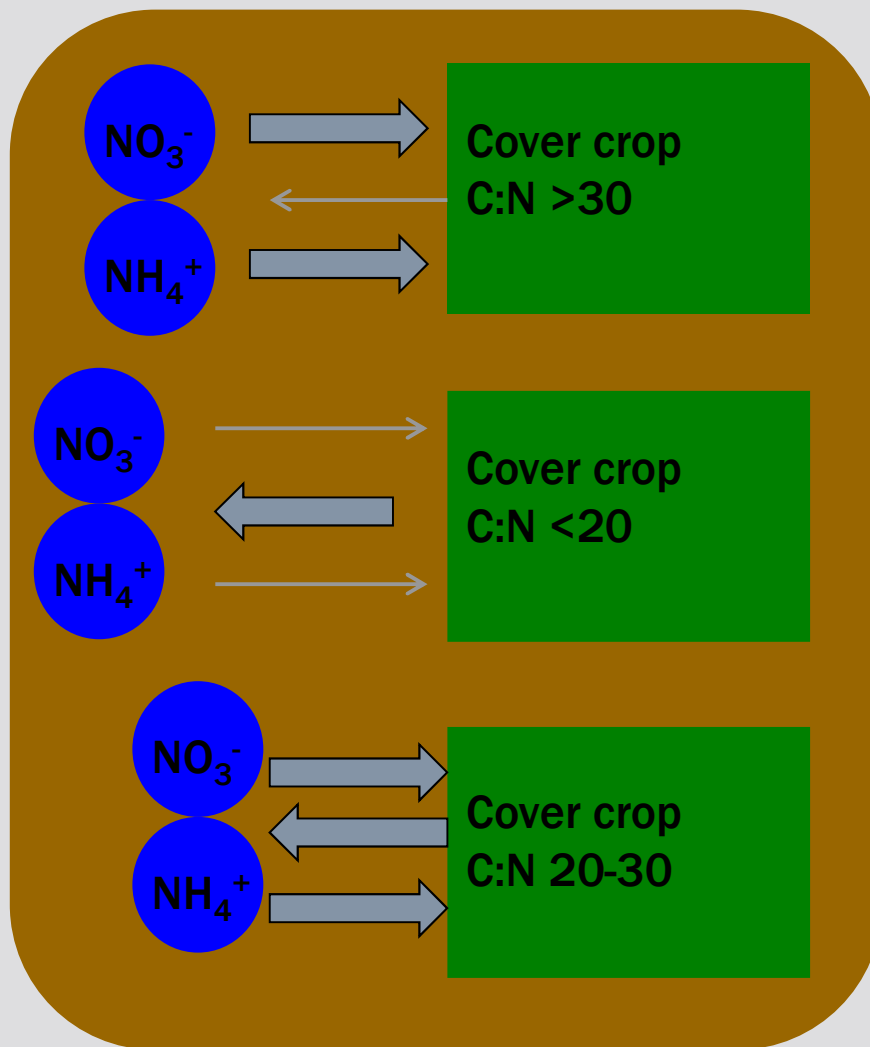 NO₃⁻
Cover crop
C:N >30
NH₄⁺
NO₃⁻
Cover crop
C:N <20
NH₄⁺
NO₃⁻
Cover crop
C:N 20-30
NH₄⁺